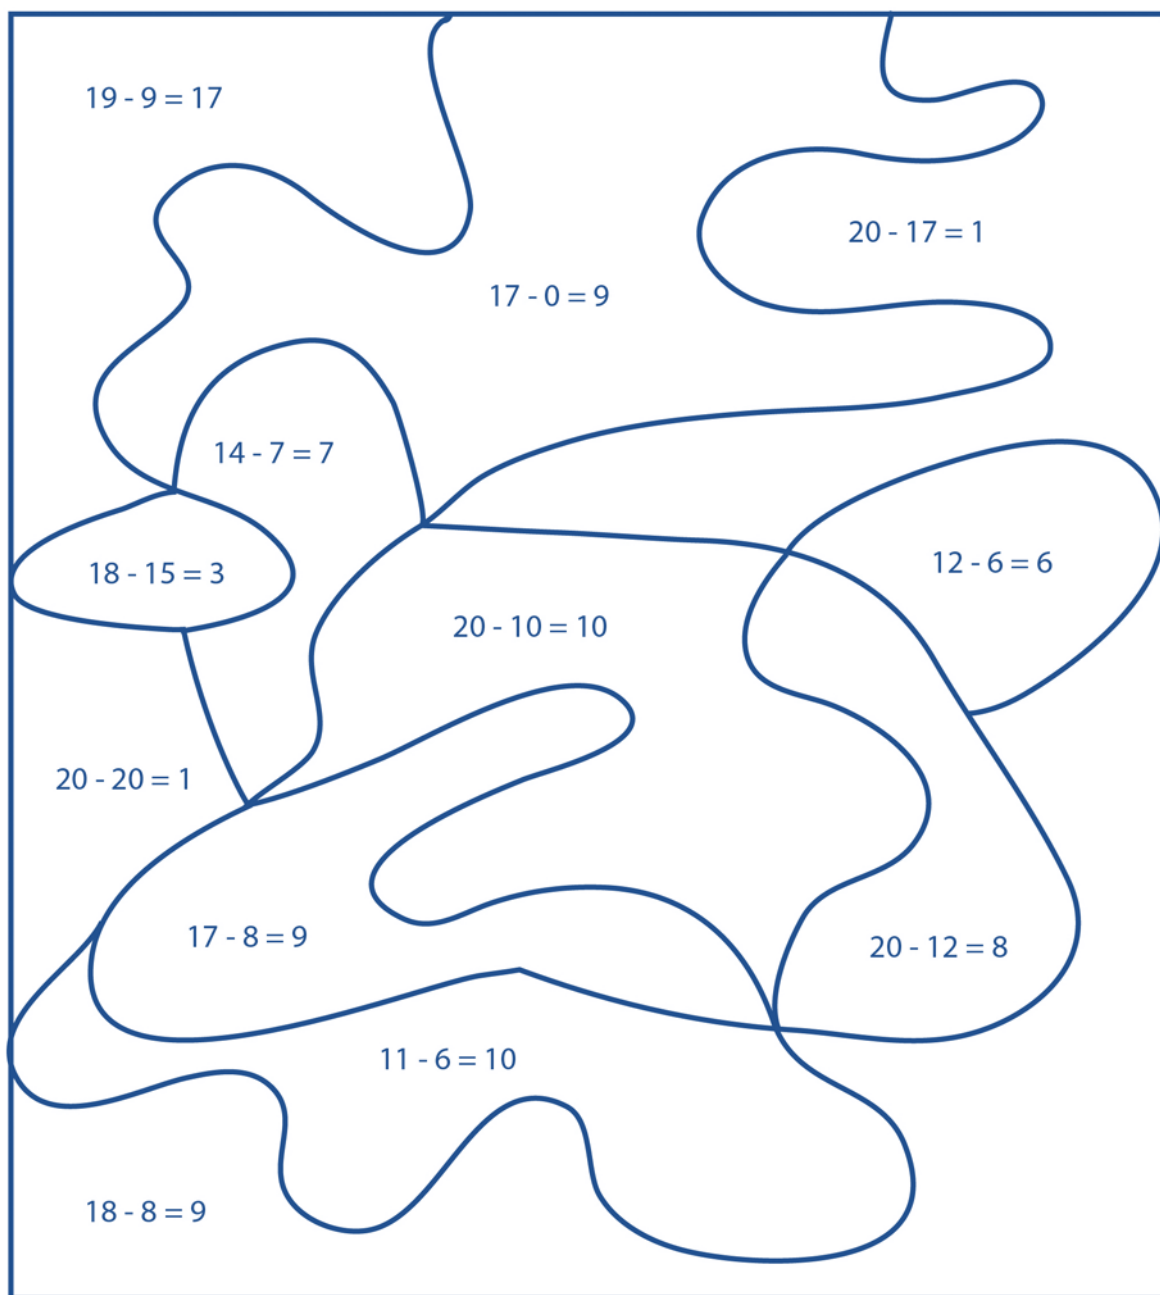 19 - 9 = 17
20 - 17 = 1
17 - 0 = 9
14 - 7 = 7
12 - 6 = 6
18 - 15 = 3
20 - 10 = 10
20 - 20 = 1
17 - 8 = 9
20 - 12 = 8
11 - 6 = 10
18 - 8 = 9